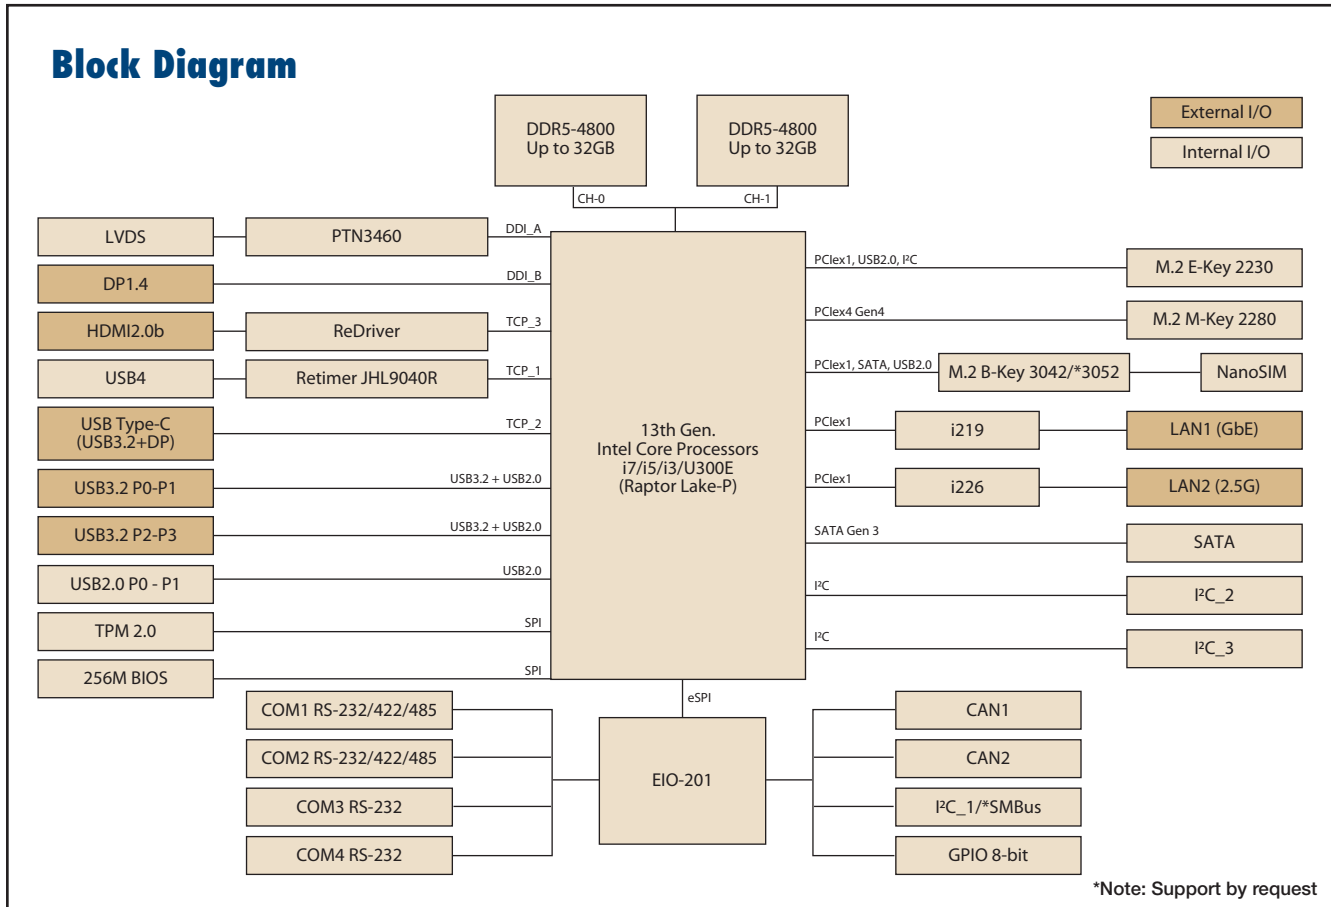 Block Diagram
DDR5-4800
Up to 32GB
DDR5-4800
Up to 32GB
External I/O
Internal I/O
CH-0
CH-1
LVDS
PTN3460
DDI_A
DP1.4
DDI_B
HDMI2.0b
ReDriver
TCP_3
USB4
Retimer JHL9040R
TCP_1
USB Type-C
(USB3.2+DP)
TCP_2
USB3.2 P0-P1
USB3.2 + USB2.0
USB3.2 P2-P3
USB3.2 + USB2.0
USB2.0 P0 - P1
USB2.0
TPM 2.0
SPI
256M BIOS
SPI
13th Gen.
Intel Core Processors
i7/i5/i3/U300E
(Raptor Lake-P)
PCIex1, USB2.0, I²C
M.2 E-Key 2230
PCIex4 Gen4
M.2 M-Key 2280
PCIex1, SATA, USB2.0
M.2 B-Key 3042/*3052
NanoSIM
PCIex1
i219
LAN1 (GbE)
PCIex1
i226
LAN2 (2.5G)
SATA Gen 3
SATA
I²C
I²C_2
I²C
I²C_3
eSPI
COM1 RS-232/422/485
COM2 RS-232/422/485
COM3 RS-232
COM4 RS-232
EIO-201
CAN1
CAN2
I²C_1/*SMBus
GPIO 8-bit
*Note: Support by request